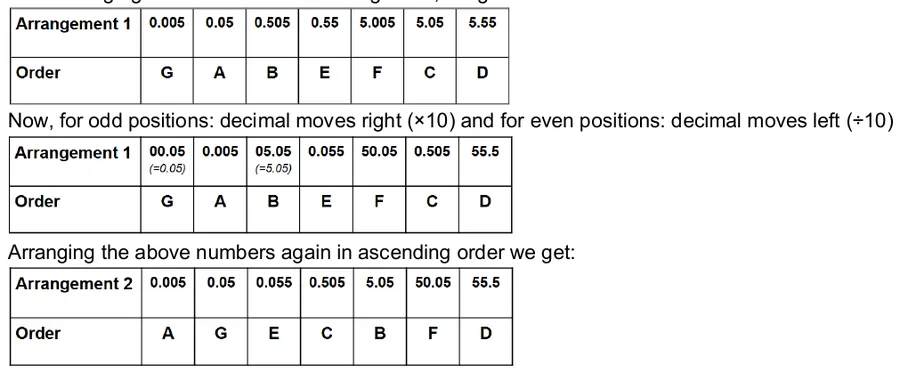 Arrangement 1 0.005 0.05 0.505 0.55 5.005 5.05 5.55
Order G A B E F C D
Now, for odd positions: decimal moves right (×10) and for even positions: decimal moves left (÷10)
Arrangement 1 00.05 0.005 05.05 0.055 50.05 0.505 55.5
(=0.05) (=5.05)
Order G A B E F C D
Arranging the above numbers again in ascending order we get:
Arrangement 2 0.005 0.05 0.055 0.505 5.05 50.05 55.5
Order A G E C B F D